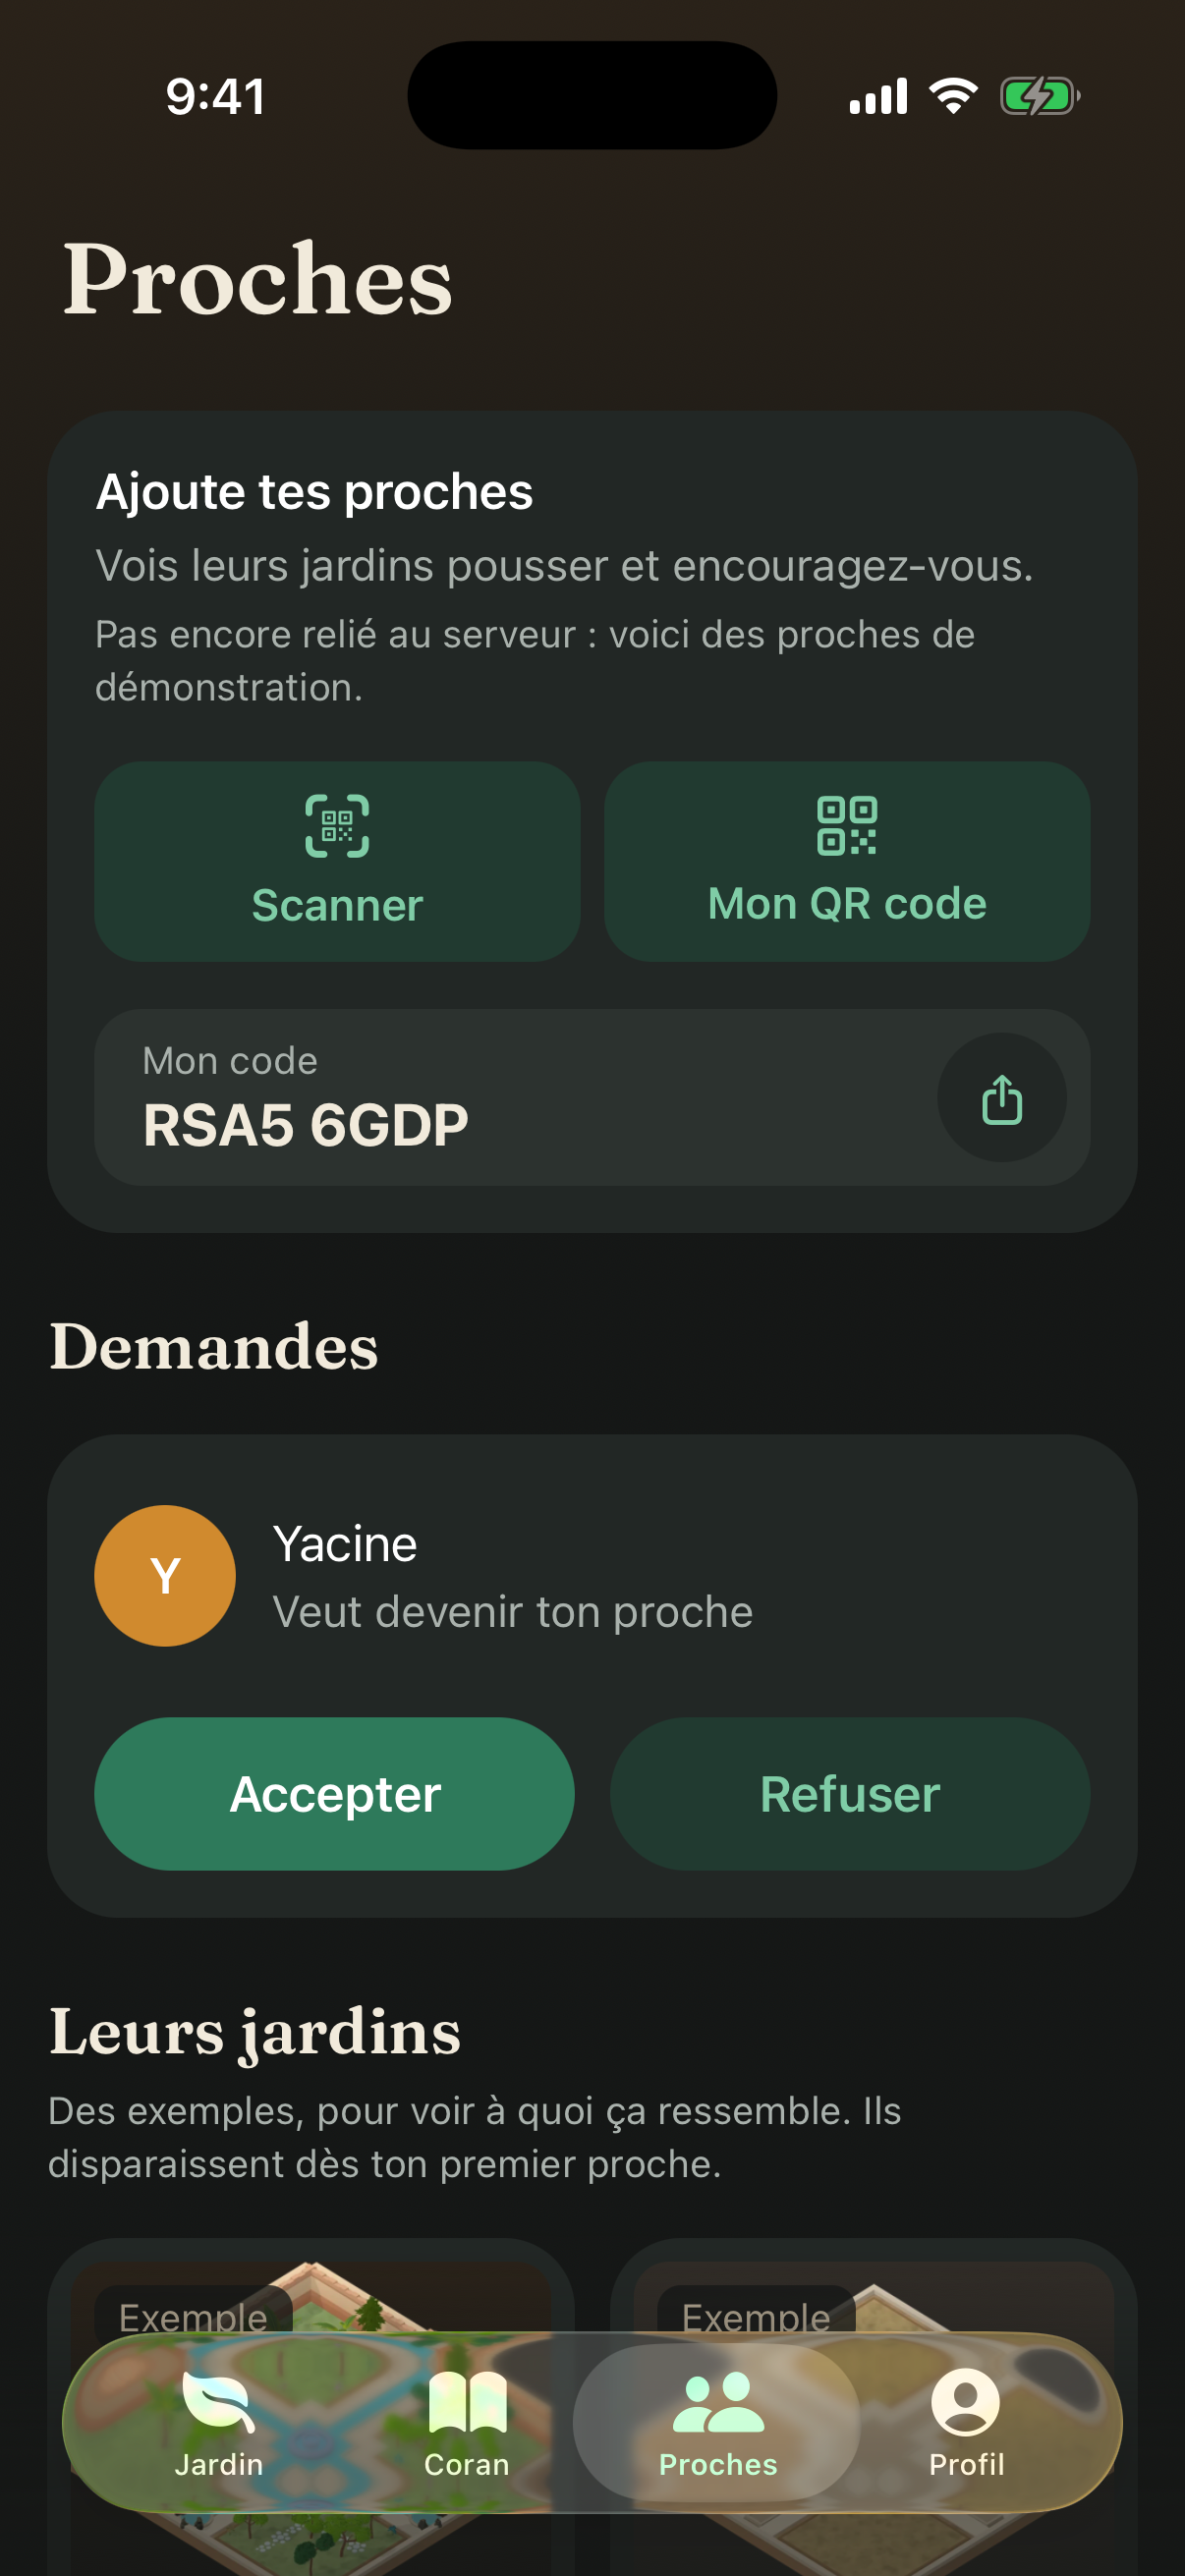 9:41
Proches
Ajoute tes proches
Vois leurs jardins pousser et encouragez-vous.
Pas encore relié au serveur : voici des proches de
démonstration.
Scanner
Mon QR code
Mon code
RSA5 6GDP
Demandes
Y
Yacine
Veut devenir ton proche
Accepter
Refuser
Leurs jardins
Des exemples, pour voir à quoi ça ressemble. Ils
disparaissent dès ton premier proche.
Exemple
Exemple
Jardin
Coran
Proches
Profil